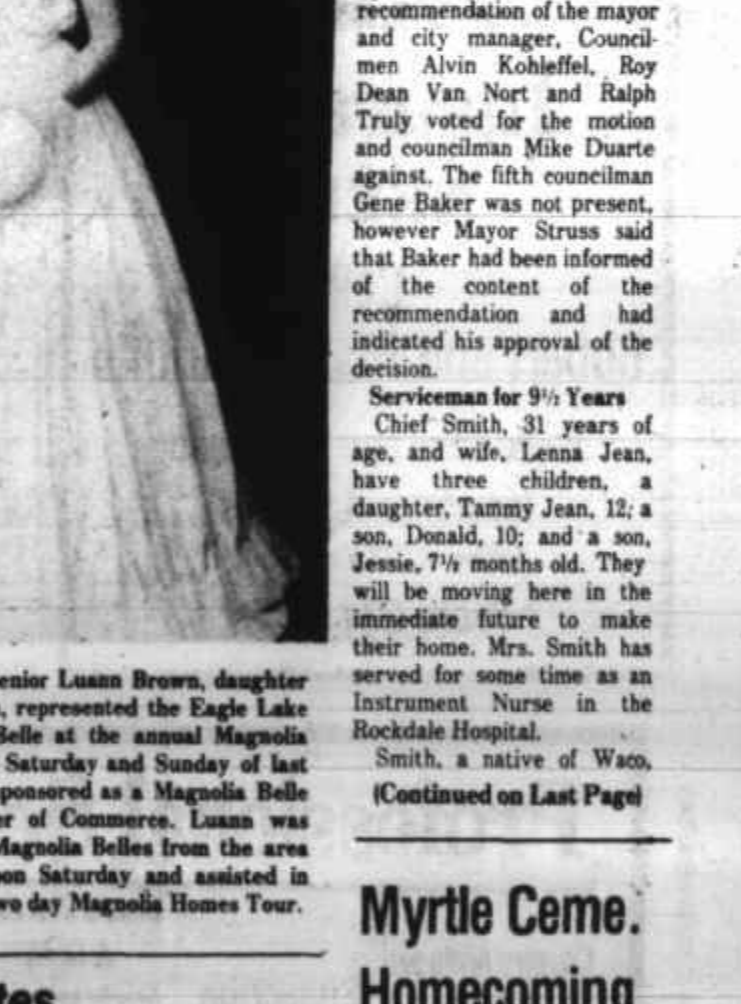 recommendation of the mayor
and city manager, Council-
men Alvin Kohleffel, Roy
Dean Van Nort and Ralph
Truly voted for the motion
and councilman Mike Duarte
against. The fifth councilman
Gene Baker was not present,
however Mayor Struss said
that Baker had been informed
of the content of the
recommendation and had
indicated his approval of the
decision.
Serviceman for 9½ Years
Chief Smith, 31 years of
age, and wife, Lenna Jean,
have three children, a
daughter, Tammy Jean, 12; a
son, Donald, 10; and a son,
Jessie, 7½ months old. They
will be moving here in the
immediate future to make
their home. Mrs. Smith has
served for some time as an
Instrument Nurse in the
Rockdale Hospital.
Smith, a native of Waco,
(Continued on Last Page)
Myrtle Ceme.
Homecoming
enior Luann Brown, daughter
, represented the Eagle Lake
Belle at the annual Magnolia
Saturday and Sunday of last
ponsored as a Magnolia Belle
er of Commerce. Luann was
Magnolia Belles from the area
on Saturday and assisted in
wo day Magnolia Homes Tour.
tes